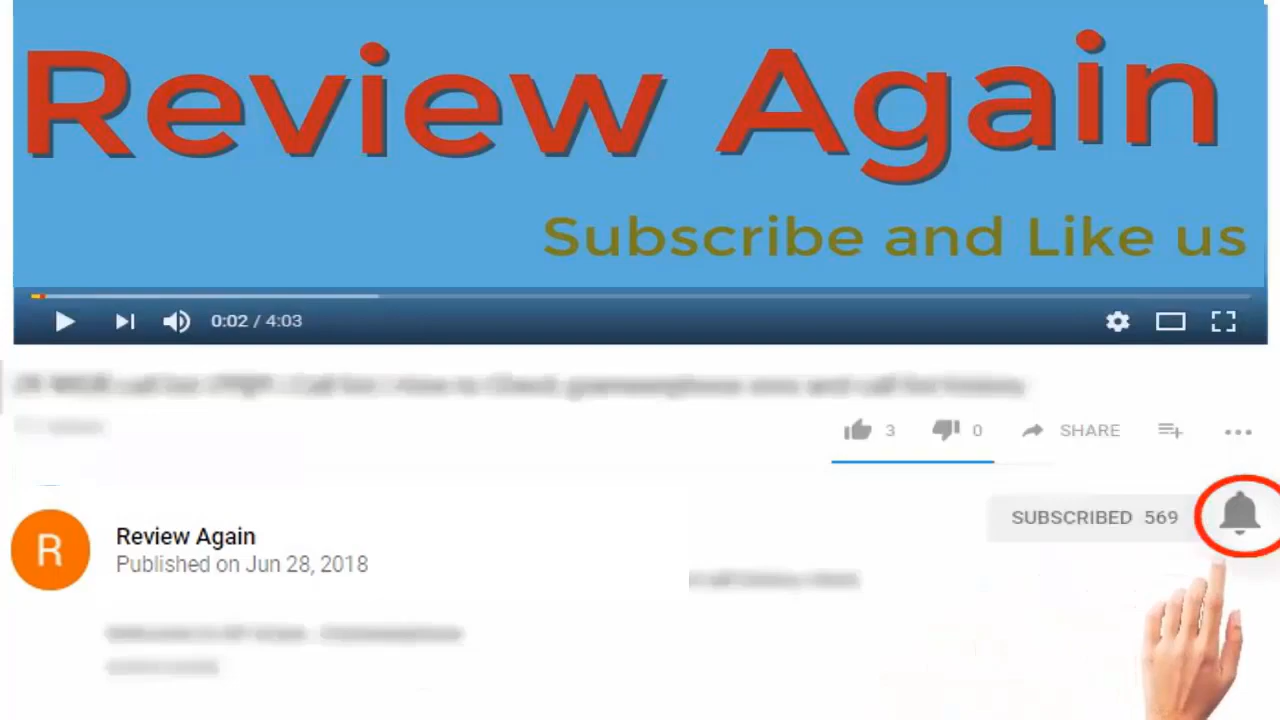 Review Again
Subscribe and Like us
0:02 / 4:03
3
0
SHARE
SUBSCRIBED 569
R
Review Again
Published on Jun 28, 2018